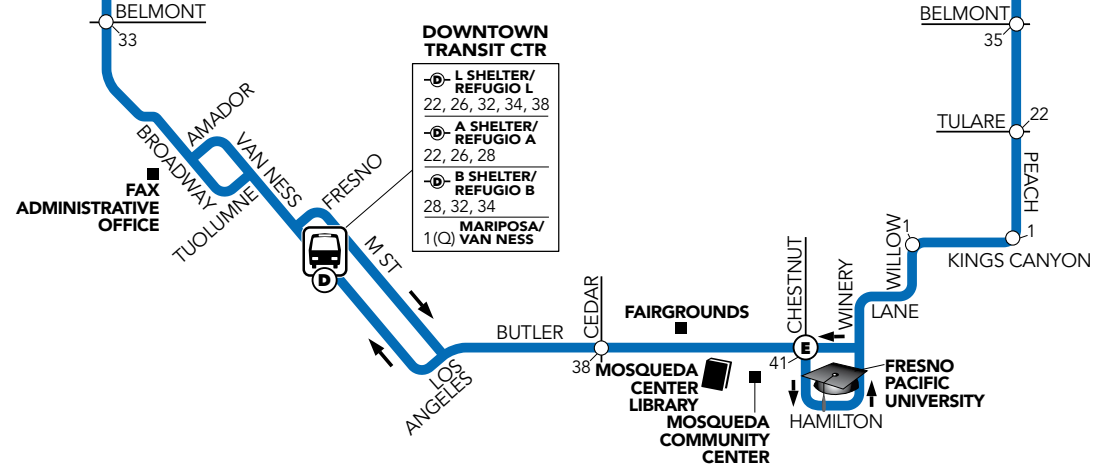 BELMONT
33
BROADWAY
AMADOR
VAN NESS
TUOLUMNE
FRESNO
FAX
ADMINISTRATIVE
OFFICE
D
M ST
DOWNTOWN
TRANSIT CTR
D L SHELTER/
REFUGIO L
22, 26, 32, 34, 38
D A SHELTER/
REFUGIO A
22, 26, 28
D B SHELTER/
REFUGIO B
28, 32, 34
1(Q) MARIPOSA/
VAN NESS
LOS
ANGELES
BUTLER
CEDAR
38
FAIRGROUNDS
MOSQUEDA
CENTER
LIBRARY
MOSQUEDA
COMMUNITY
CENTER
CHESTNUT
E
41
WINERY
HAMILTON
FRESNO
PACIFIC
UNIVERSITY
LANE
WILLOW
1
KINGS CANYON
1
PEACH
TULARE
22
BELMONT
35